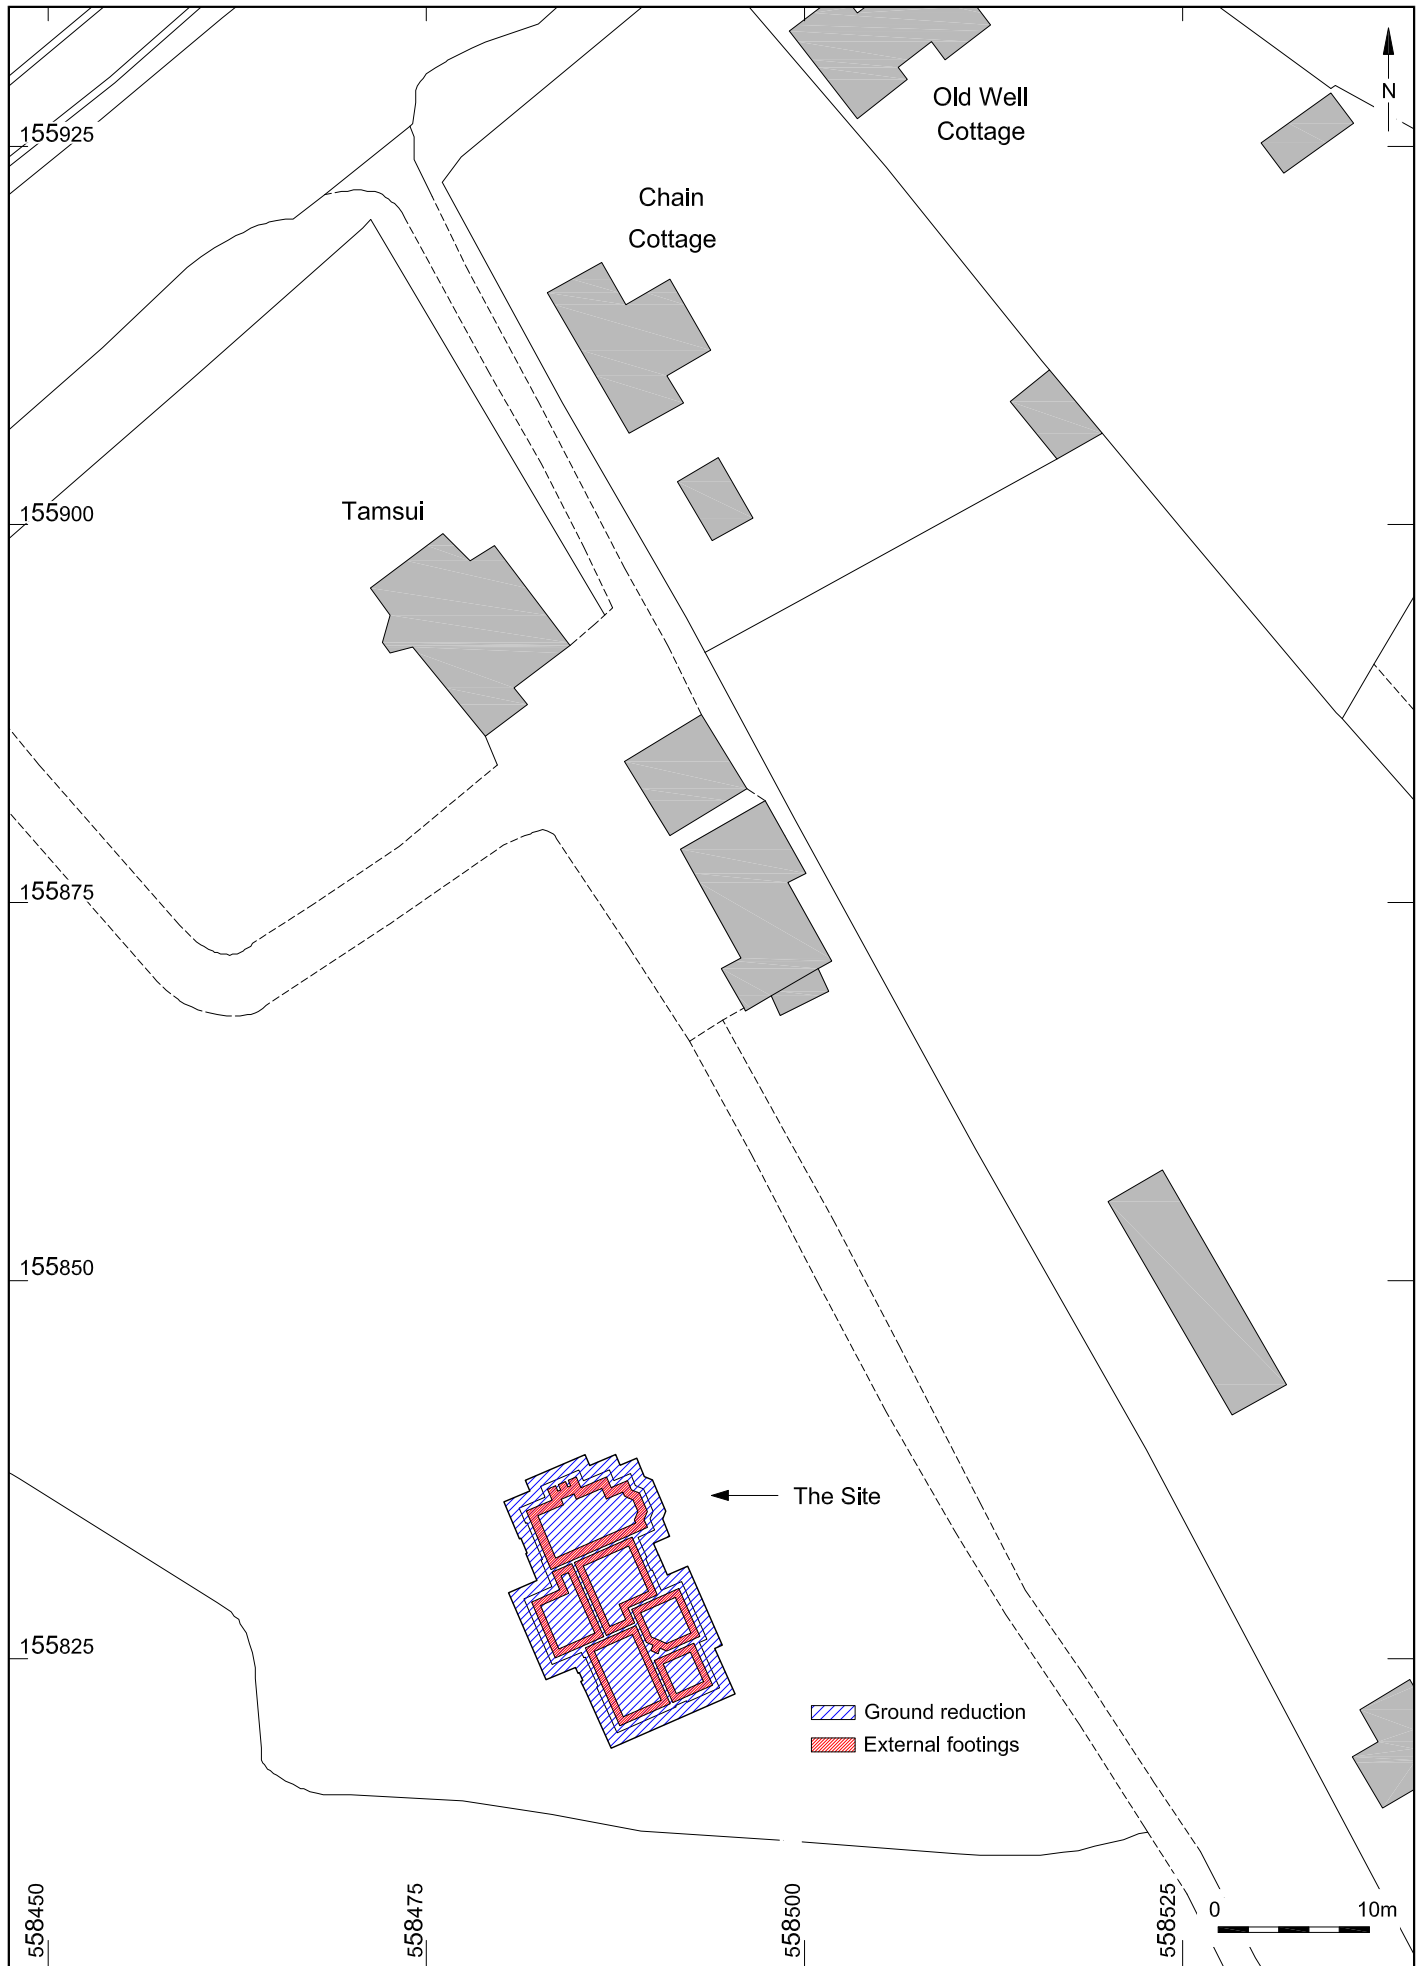 N
Old Well
Cottage
155925
Chain
Cottage
155900
Tamsui
155875
155850
The Site
155825
Ground reduction
External footings
558450
558475
558500
558525
0 10m